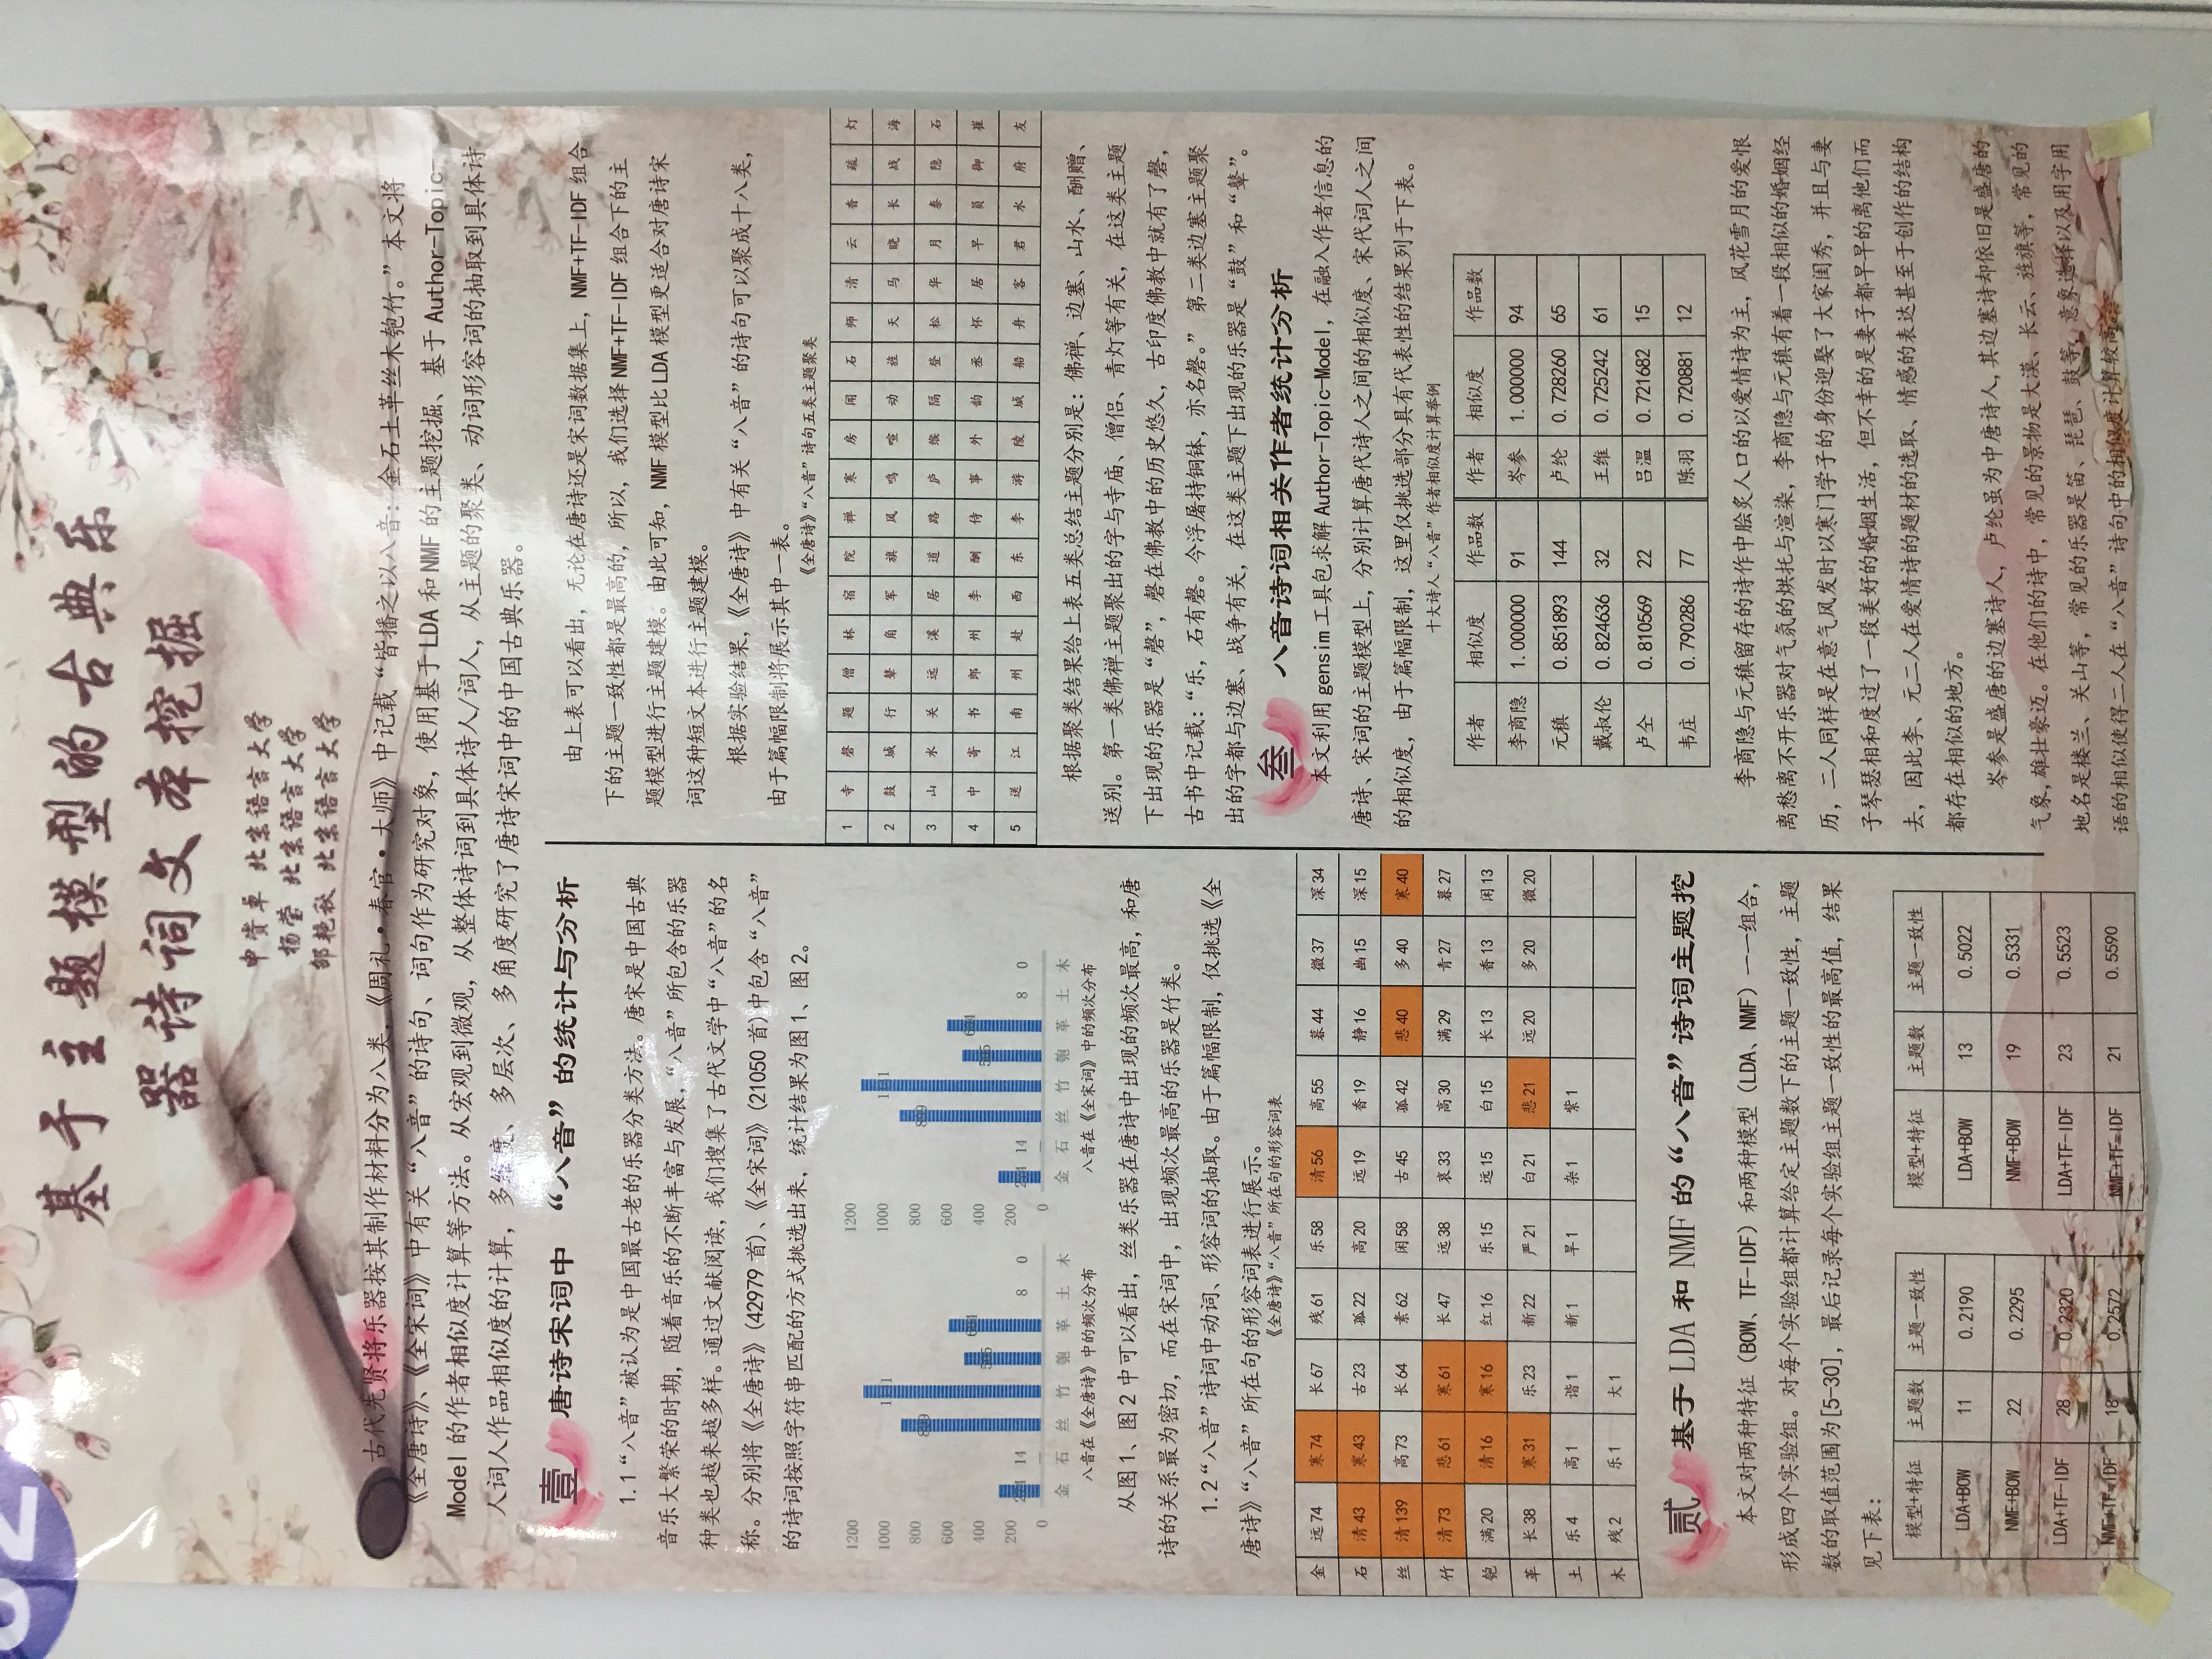 02
基于主题模型的古典乐
器诗词文本挖掘
申资卓 北京语言大学
杨莹 北京语言大学
邹艳秋 北京语言大学
古代先贤将乐器按其制作材料分为八类,《周礼·春官·大师》中记载“皆播之以八音:金石土革丝木匏竹。”本文将
《全唐诗》、《全宋词》中有关“八音”的诗句、词句作为研究对象,使用基于LDA和NMF的主题挖掘、基于Author-Topic-
Model的作者相似度计算等方法。从宏观到微观,从整体诗词到具体诗人/词人,从主题的聚类、动词形容词的抽取到具体诗
人词人作品相似度的计算,多维度、多层次、多角度研究了唐诗宋词中的中国古典乐器。
壹 唐诗宋词中 “八音”的统计与分析
1.1“八音”被认为是中国最古老的乐器分类方法。唐宋是中国古典
音乐大繁荣的时期,随着音乐的不断丰富与发展,“八音”所包含的乐器
种类也越来越多样。通过文献阅读,我们搜集了古代文学中“八音”的名
称。分别将《全唐诗》(42979首)、《全宋词》(21050首)中包含“八音”
的诗词按照字符串匹配的方式挑选出来,统计结果为图1、图2。
1200
1000
800
600
400
200
0
14 899 505 604 8 0
金 石 丝 竹 匏 革 土 木
八音在《全唐诗》中的频次分布
1200
1000
800
600
400
200
0
14 899 505 604 8 0
金 石 丝 竹 匏 革 土 木
八音在《全宋词》中的频次分布
从图1、图2中可以看出,丝类乐器在唐诗中出现的频次最高,和唐
诗的关系最为密切,而在宋词中,出现频次最高的乐器是竹类。
1.2“八音”诗词中动词、形容词的抽取。由于篇幅限制,仅挑选《全
唐诗》“八音”所在句的形容词表进行展示。
《全唐诗》“八音”所在句的形容词表
金 远74 寒74 长67 残61 乐58 清56 高55 暮44 微37 深34
石 清43 寒43 古23 孤22 高20 远19 香19 静16 幽15 深15
丝 清139 高73 长64 素62 闲58 古45 孤42 悲40 多40 寒40
竹 清73 悲61 寒61 长47 远38 哀33 高30 满29 青27 暮27
铇 满20 清16 寒16 红16 乐15 远15 白15 长13 香13 闲13
革 长38 寒31 乐23 新22 严21 白21 悲21 远20 多20 微20
土 乐4 高1 谐1 新1 旱1 杂1 紫1
木 残2 乐1 大1
贰 基于LDA和NMF的“八音”诗词主题挖
本文对两种特征(BOW、TF-IDF)和两种模型(LDA、NMF)一一组合,
形成四个实验组。对每个实验组都计算给定主题数下的主题一致性,主题
数的取值范围为[5-30],最后记录每个实验组主题一致性的最高值,结果
见下表:
模型+特征 主题数 主题一致性
LDA+BOW 11 0.2190
NMF+BOW 22 0.2295
LDA+TF-IDF 28 0.2320
NMF+TF-IDF 18 0.2572
模型+特征 主题数 主题一致性
LDA+BOW 13 0.5022
NMF+BOW 19 0.5331
LDA+TF-IDF 23 0.5523
NMF+TF-IDF 21 0.5590
由上表可以看出,无论在唐诗还是宋词数据集上,NMF+TF-IDF组合
下的主题一致性都是最高的,所以,我们选择NMF+TF-IDF组合下的主
题模型进行主题建模。由此可知,NMF模型比LDA模型更适合对唐诗宋
词这种短文本进行主题建模。
根据实验结果,《全唐诗》中有关“八音”的诗句可以聚成十八类,
由于篇幅限制将展示其中一表。
《全唐诗》“八音”诗句五类主题聚类
1 寺 磬 题 僧 林 宿 院 禅 寒 房 闻 石 师 清 云 香 疏 灯
2 鼓 城 行 鼙 角 军 旗 风 鸣 喧 动 旌 天 马 晓 长 战 海
3 山 水 关 远 溪 居 道 路 庐 缑 隔 登 松 华 月 泰 隐 石
4 中 寄 书 郎 州 李 酬 侍 事 外 韵 丞 怀 居 早 员 御 崔
5 送 江 南 州 赴 西 东 李 游 陵 城 船 舟 客 君 水 府 友
根据聚类结果给上表五类总结主题分别是:佛禅、边塞、山水、酬赠、
送别。第一类佛禅主题聚出的字与寺庙、僧侣、青灯等有关,在这类主题
下出现的乐器是“磬”,磬在佛教中的历史悠久,古印度佛教中就有了磬,
古书中记载:“乐,石有磬。今浮屠持铜钵,亦名磬。” 第二类边塞主题聚
出的字都与边塞、战争有关,在这类主题下出现的乐器是“鼓”和“鼙”。
叁 八音诗词相关作者统计分析
本文利用gensim工具包求解Author-Topic-Model,在融入作者信息的
唐诗、宋词的主题模型上,分别计算唐代诗人之间的相似度、宋代词人之间
的相似度,由于篇幅限制,这里仅挑选部分具有代表性的结果列于下表。
十大诗人“八音”作者相似度计算举例
作者 相似度 作品数 作者 相似度 作品数
李商隐 1.000000 91 岑参 1.000000 94
元稹 0.851893 144 卢纶 0.728260 65
戴叔伦 0.824636 32 王维 0.725242 61
卢仝 0.810569 22 吕温 0.721682 15
韦庄 0.790286 77 陈羽 0.720881 12
李商隐与元稹留存的诗作中脍炙人口的以爱情诗为主,风花雪月的爱恨
离愁离不开乐器对气氛的烘托与渲染,李商隐与元稹有着一段相似的婚姻经
历,二人同样是在意气风发时以寒门学子的身份迎娶了大家闺秀,并且与妻
子琴瑟相和度过了一段美好的婚姻生活,但不幸的是妻子都早早的离他们而
去,因此李、元二人在爱情诗的题材的选取、情感的表达甚至于创作的结构
都存在相似的地方。
岑参是盛唐的边塞诗人,卢纶虽为中唐诗人,其边塞诗却依旧是盛唐的
气象,雄壮豪迈。在他们的诗中,常见的景物是大漠、长云、旌旗等,常见的
地名是楼兰、关山等,常见的乐器是笛、琵琶、鼓等,意象选择以及用字用
语的相似使得二人在“八音”诗句中的相似度计算较高。